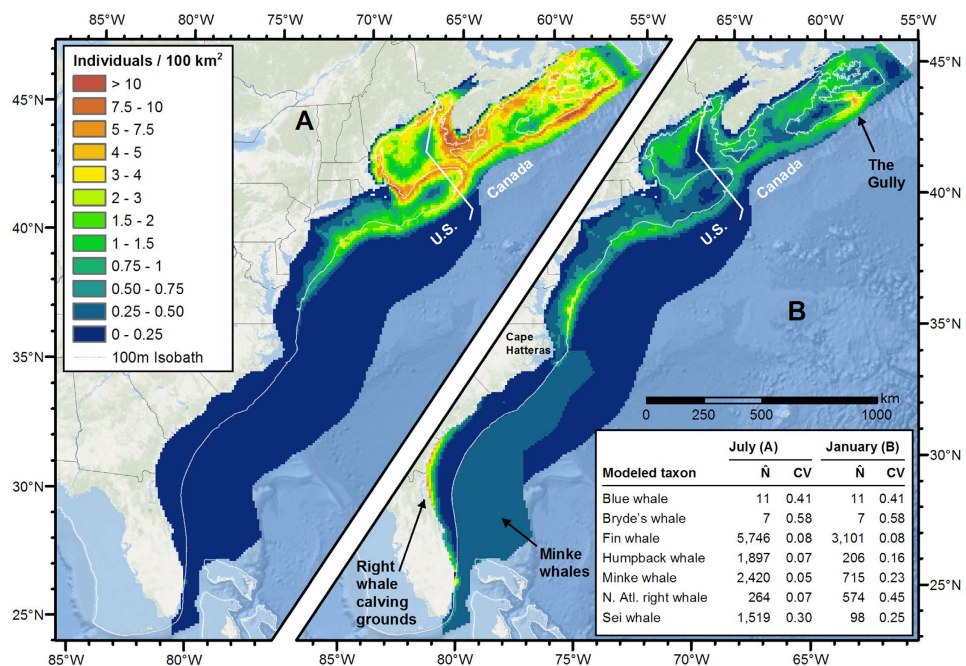 80°W 75°W 70°W 65°W 60°W 55°W 55°W
Individuals / 100 km²
> 10
7.5 - 10
5 - 7.5
4 - 5
3 - 4
2 - 3
1.5 - 2
1 - 1.5
0.75 - 1
0.50 - 0.75
0.25 - 0.50
0 - 0.25
100m Isobath
A
B
45°N
40°N
35°N
30°N
25°N
45°N
40°N
35°N
30°N
25°N
Canada
U.S.
Canada
U.S.
The
Gully
Cape
Hatteras
km
0 250 500 1000
Right
whale
calving
grounds
Minke
whales
July (A) January (B)
Modeled taxon N̂ CV N̂ CV
Blue whale 11 0.41 11 0.41
Bryde's whale 7 0.58 7 0.58
Fin whale 5,746 0.08 3,101 0.08
Humpback whale 1,897 0.07 206 0.16
Minke whale 2,420 0.05 715 0.23
N. Atl. right whale 264 0.07 574 0.45
Sei whale 1,519 0.30 98 0.25
85°W 80°W 85°W 80°W 75°W 70°W 65°W